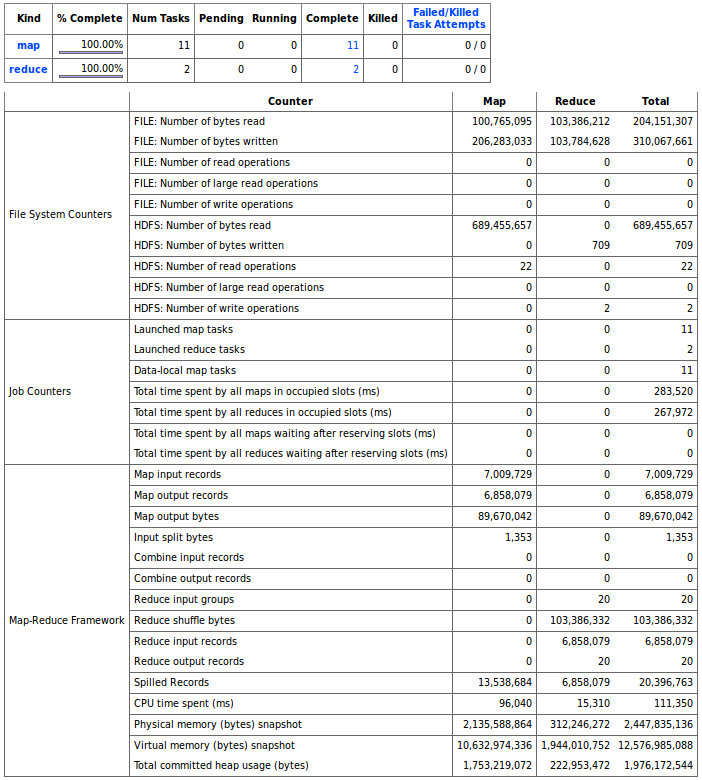 Kind % Complete Num Tasks Pending Running Complete Killed Failed/Killed Task Attempts
map 100.00% 11 0 0 11 0 0 / 0
reduce 100.00% 2 0 0 2 0 0 / 0
Counter Map Reduce Total
File System Counters
FILE: Number of bytes read 100,765,095 103,386,212 204,151,307
FILE: Number of bytes written 206,283,033 103,784,628 310,067,661
FILE: Number of read operations 0 0 0
FILE: Number of large read operations 0 0 0
FILE: Number of write operations 0 0 0
HDFS: Number of bytes read 689,455,657 0 689,455,657
HDFS: Number of bytes written 0 709 709
HDFS: Number of read operations 22 0 22
HDFS: Number of large read operations 0 0 0
HDFS: Number of write operations 0 2 2
Job Counters
Launched map tasks 0 0 11
Launched reduce tasks 0 0 2
Data-local map tasks 0 0 11
Total time spent by all maps in occupied slots (ms) 0 0 283,520
Total time spent by all reduces in occupied slots (ms) 0 0 267,972
Total time spent by all maps waiting after reserving slots (ms) 0 0 0
Total time spent by all reduces waiting after reserving slots (ms) 0 0 0
Map-Reduce Framework
Map input records 7,009,729 0 7,009,729
Map output records 6,858,079 0 6,858,079
Map output bytes 89,670,042 0 89,670,042
Input split bytes 1,353 0 1,353
Combine input records 0 0 0
Combine output records 0 0 0
Reduce input groups 0 20 20
Reduce shuffle bytes 0 103,386,332 103,386,332
Reduce input records 0 6,858,079 6,858,079
Reduce output records 0 20 20
Spilled Records 13,538,684 6,858,079 20,396,763
CPU time spent (ms) 96,040 15,310 111,350
Physical memory (bytes) snapshot 2,135,588,864 312,246,272 2,447,835,136
Virtual memory (bytes) snapshot 10,632,974,336 1,944,010,752 12,576,985,088
Total committed heap usage (bytes) 1,753,219,072 222,953,472 1,976,172,544